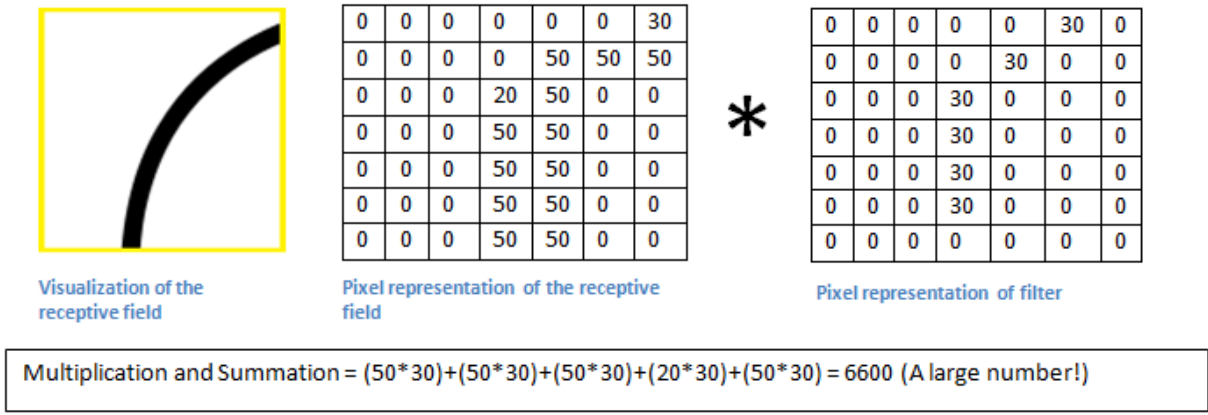 0 0 0 0 0 0 30
0 0 0 0 50 50 50
0 0 0 20 50 0 0
0 0 0 50 50 0 0
0 0 0 50 50 0 0
0 0 0 50 50 0 0
0 0 0 50 50 0 0
*
0 0 0 0 0 30 0
0 0 0 0 30 0 0
0 0 0 30 0 0 0
0 0 0 30 0 0 0
0 0 0 30 0 0 0
0 0 0 30 0 0 0
0 0 0 0 0 0 0
Visualization of the
receptive field
Pixel representation of the receptive
field
Pixel representation of filter
Multiplication and Summation = (50*30)+(50*30)+(50*30)+(20*30)+(50*30) = 6600 (A large number!)